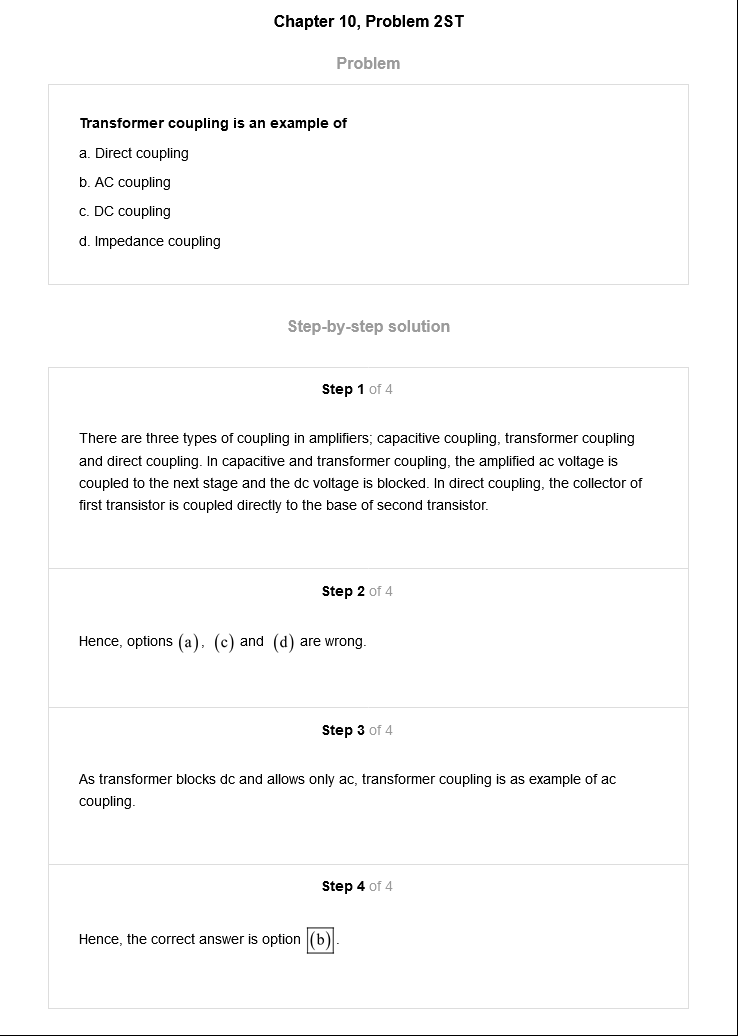 Chapter 10, Problem 2ST
Problem
Transformer coupling is an example of
a. Direct coupling
b. AC coupling
c. DC coupling
d. Impedance coupling
Step-by-step solution
Step 1 of 4
There are three types of coupling in amplifiers; capacitive coupling, transformer coupling
and direct coupling. In capacitive and transformer coupling, the amplified ac voltage is
coupled to the next stage and the dc voltage is blocked. In direct coupling, the collector of
first transistor is coupled directly to the base of second transistor.
Step 2 of 4
Hence, options (a), (c) and (d) are wrong.
Step 3 of 4
As transformer blocks dc and allows only ac, transformer coupling is as example of ac
coupling.
Step 4 of 4
Hence, the correct answer is option (b).